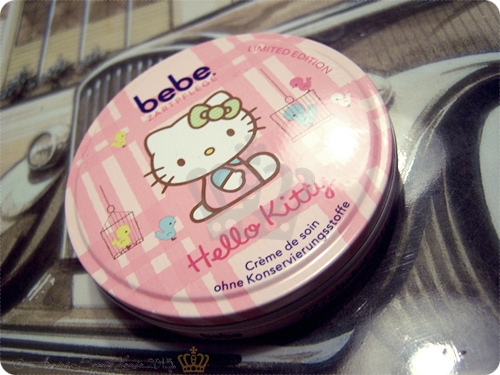 LIMITED EDITION
bebe
ZARTPFLEGE
Hello Kitty
Crème de soin
ohne Konservierungsstoffe